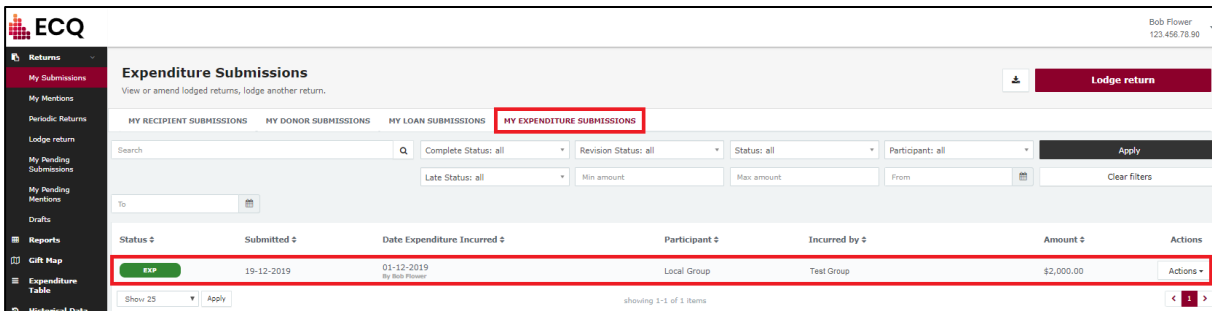 ECQ
Bob Flower
123.456.78.90
Returns
My Submissions
My Mentions
Periodic Returns
Lodge return
My Pending
Submissions
My Pending
Mentions
Drafts
Reports
Gift Map
Expenditure
Table
Historical Data
Expenditure Submissions
View or amend lodged returns, lodge another return.
Lodge return
MY RECIPIENT SUBMISSIONS MY DONOR SUBMISSIONS MY LOAN SUBMISSIONS MY EXPENDITURE SUBMISSIONS
Search Complete Status: all Revision Status: all Status: all Participant: all Apply
Late Status: all Min amount Max amount From Clear filters
To
Status Submitted Date Expenditure Incurred Participant Incurred by Amount Actions
EXP 19-12-2019 01-12-2019 Local Group Test Group $2,000.00 Actions
By Bob Flower
Show 25 Apply showing 1-1 of 1 items < 1 >